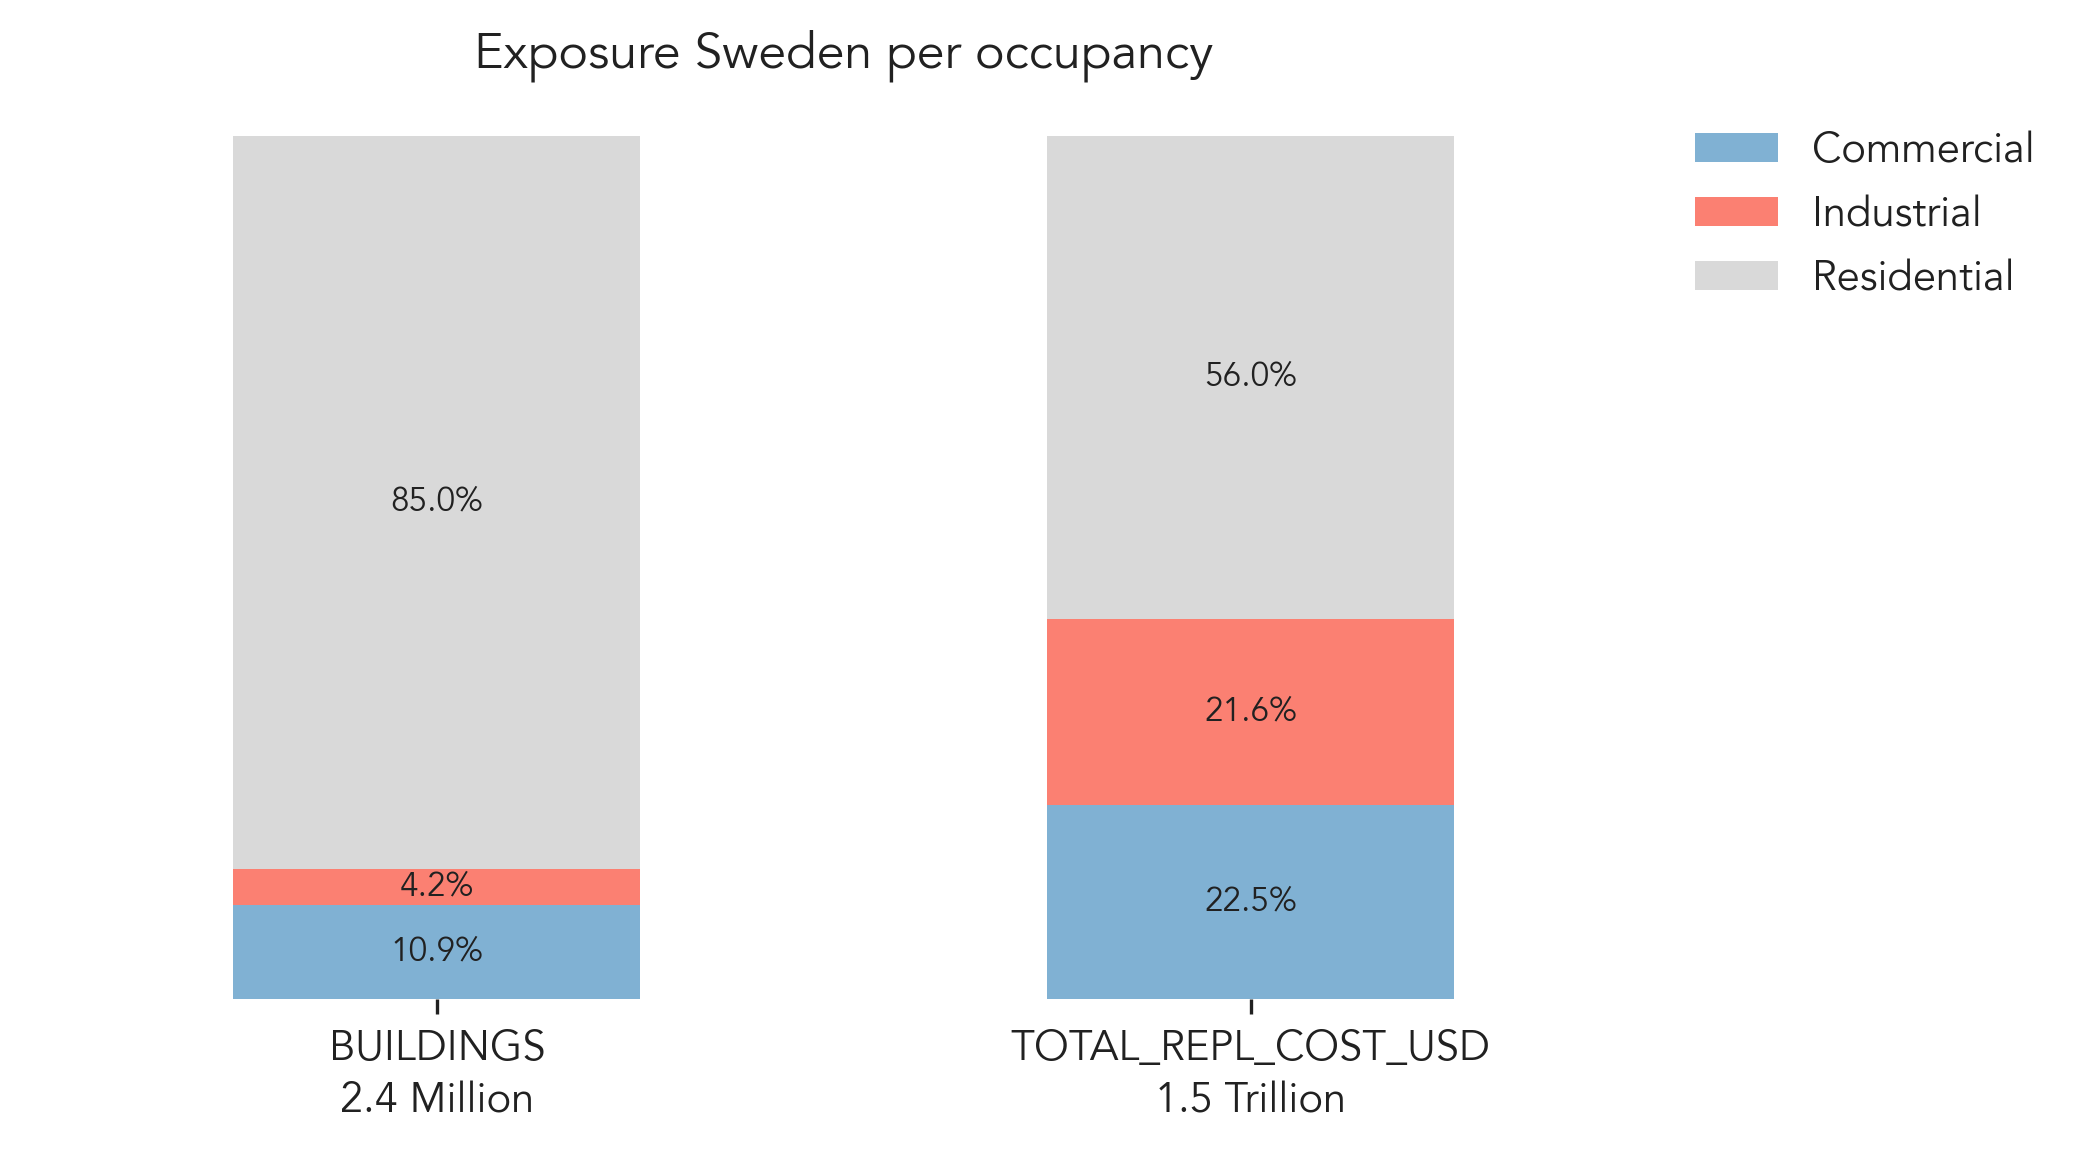 Exposure Sweden per occupancy
Commercial
Industrial
Residential
85.0%
4.2%
10.9%
56.0%
21.6%
22.5%
BUILDINGS
2.4 Million
TOTAL_REPL_COST_USD
1.5 Trillion